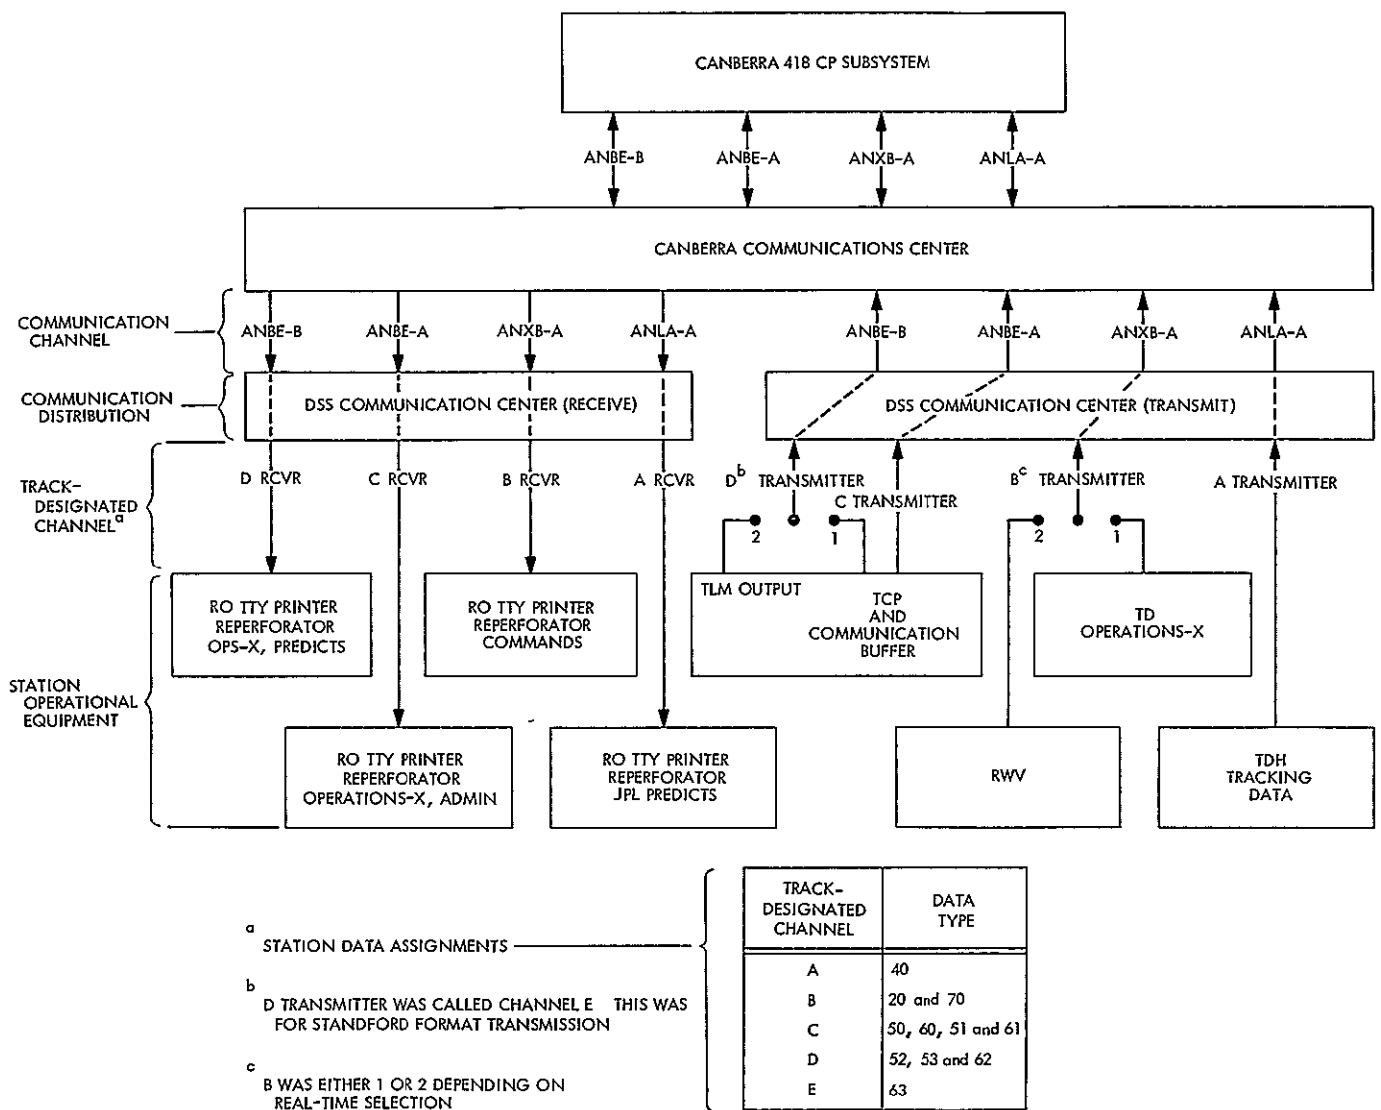 CANBERRA 418 CP SUBSYSTEM
ANBE-B ANBE-A ANXB-A ANLA-A
CANBERRA COMMUNICATIONS CENTER
COMMUNICATION
CHANNEL
ANBE-B ANBE-A ANXB-A ANLA-A ANBE-B ANBE-A ANXB-A ANLA-A
COMMUNICATION
DISTRIBUTION
DSS COMMUNICATION CENTER (RECEIVE)
DSS COMMUNICATION CENTER (TRANSMIT)
TRACK-
DESIGNATED
CHANNEL a
D RCVR C RCVR B RCVR A RCVR
D b TRANSMITTER
C TRANSMITTER
B c TRANSMITTER
A TRANSMITTER
2 1
2 1
STATION
OPERATIONAL
EQUIPMENT
RO TTY PRINTER
REPERFORATOR
OPS-X, PREDICTS
RO TTY PRINTER
REPERFORATOR
COMMANDS
TLM OUTPUT
TCP
AND
COMMUNICATION
BUFFER
TD
OPERATIONS-X
RO TTY PRINTER
REPERFORATOR
OPERATIONS-X, ADMIN
RO TTY PRINTER
REPERFORATOR
JPL PREDICTS
RWV
TDH
TRACKING
DATA
a
STATION DATA ASSIGNMENTS
b
D TRANSMITTER WAS CALLED CHANNEL E THIS WAS
FOR STANDFORD FORMAT TRANSMISSION
c
B WAS EITHER 1 OR 2 DEPENDING ON
REAL-TIME SELECTION
TRACK-
DESIGNATED
CHANNEL
DATA
TYPE
A 40
B 20 and 70
C 50, 60, 51 and 61
D 52, 53 and 62
E 63